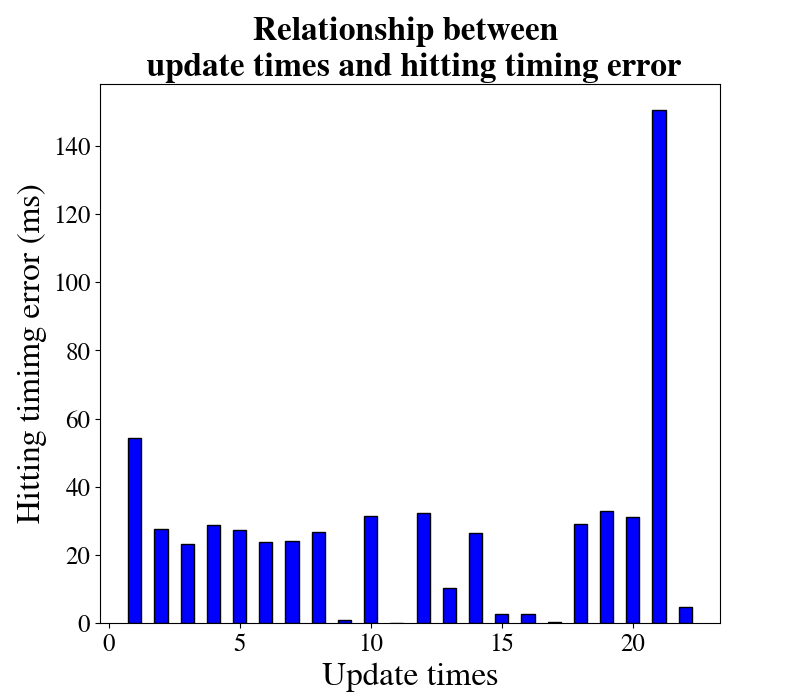 Relationship between
update times and hitting timing error
Hitting timimg error (ms)
140
120
100
80
60
40
20
0
0 5 10 15 20
Update times